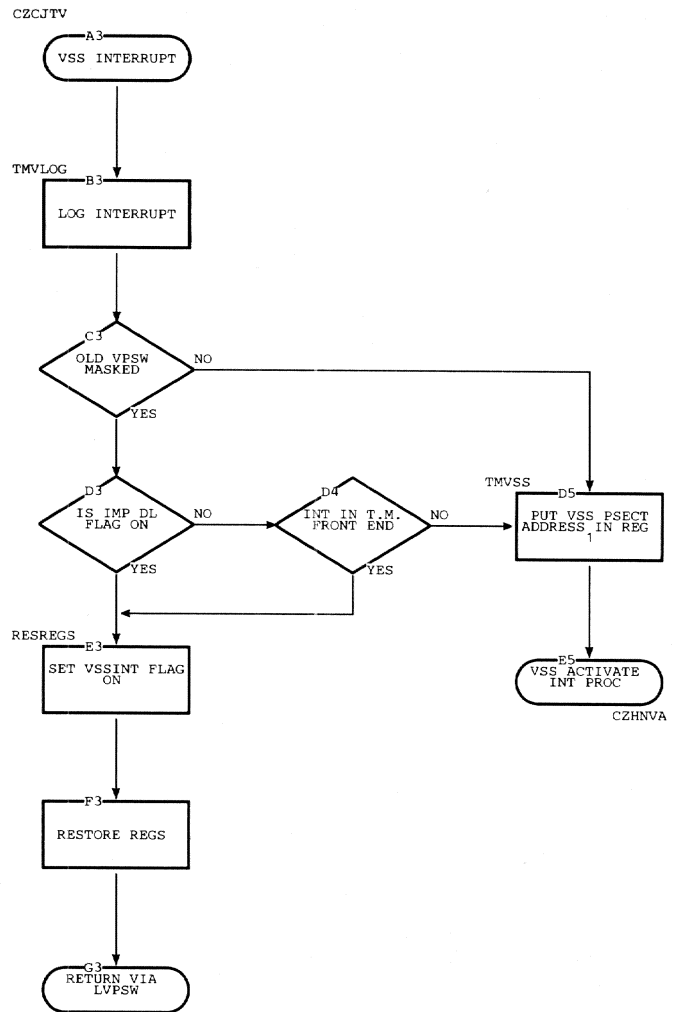 CZCJTV
A3
VSS INTERRUPT
TMVLOG
B3
LOG INTERRUPT
C3
OLD VPSW
MASKED
NO
YES
D3
IS IMP DL
FLAG ON
NO
YES
D4
INT IN T.M.
FRONT END
NO
YES
TMVSS
D5
PUT VSS PSECT
ADDRESS IN REG
1
RESREGS
E3
SET VSSINT FLAG
ON
E5
VSS ACTIVATE
INT PROC
CZHNVA
F3
RESTORE REGS
G3
RETURN VIA
LVPSW